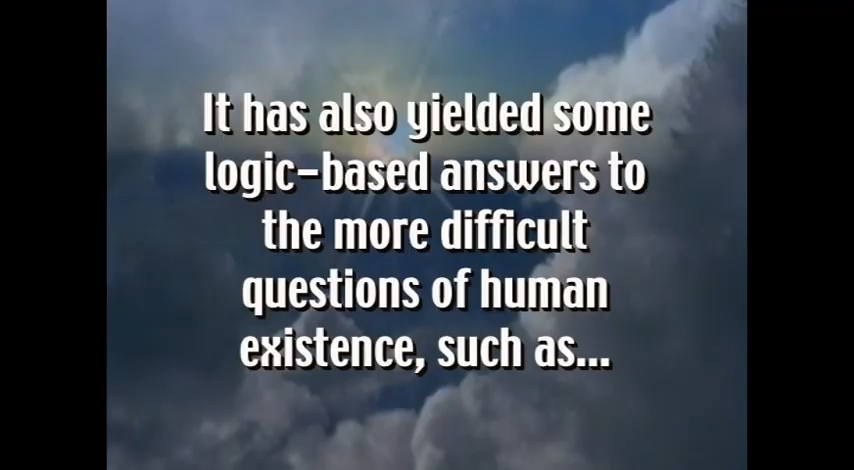 It has also yielded some
logic-based answers to
the more difficult
questions of human
existence, such as...